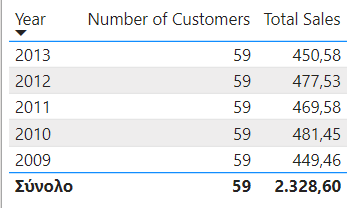 Year Number of Customers Total Sales
2013 59 450,58
2012 59 477,53
2011 59 469,58
2010 59 481,45
2009 59 449,46
Σύνολο 59 2.328,60